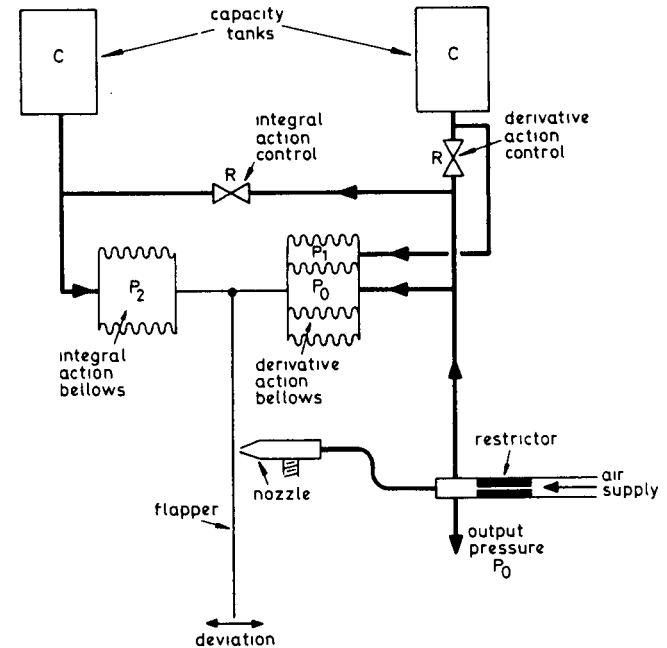 capacity
tanks
C
C
integral
action
control
R
derivative
action
control
R
P₁
P₂
P₀
integral
action
bellows
derivative
action
bellows
restrictor
air
supply
nozzle
flapper
output
pressure
P₀
deviation